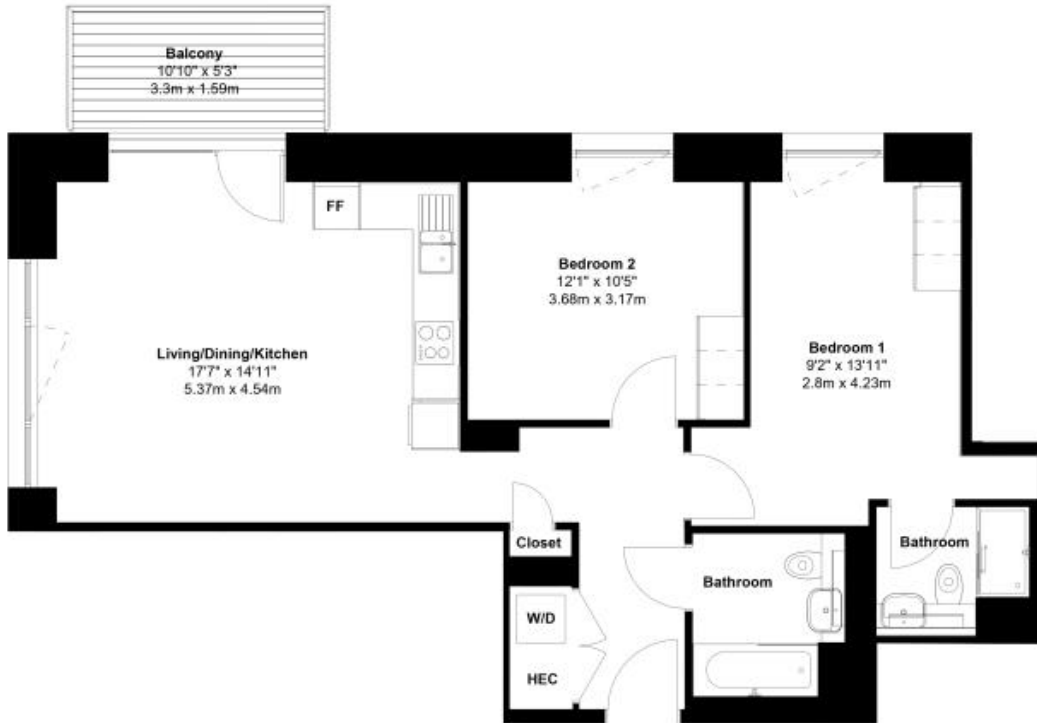 Balcony
10'10" x 5'3"
3.3m x 1.59m
FF
Bedroom 2
12'1" x 10'5"
3.68m x 3.17m
Living/Dining/Kitchen
17'7" x 14'11"
5.37m x 4.54m
Bedroom 1
9'2" x 13'11"
2.8m x 4.23m
Closet
Bathroom
Bathroom
W/D
HEC